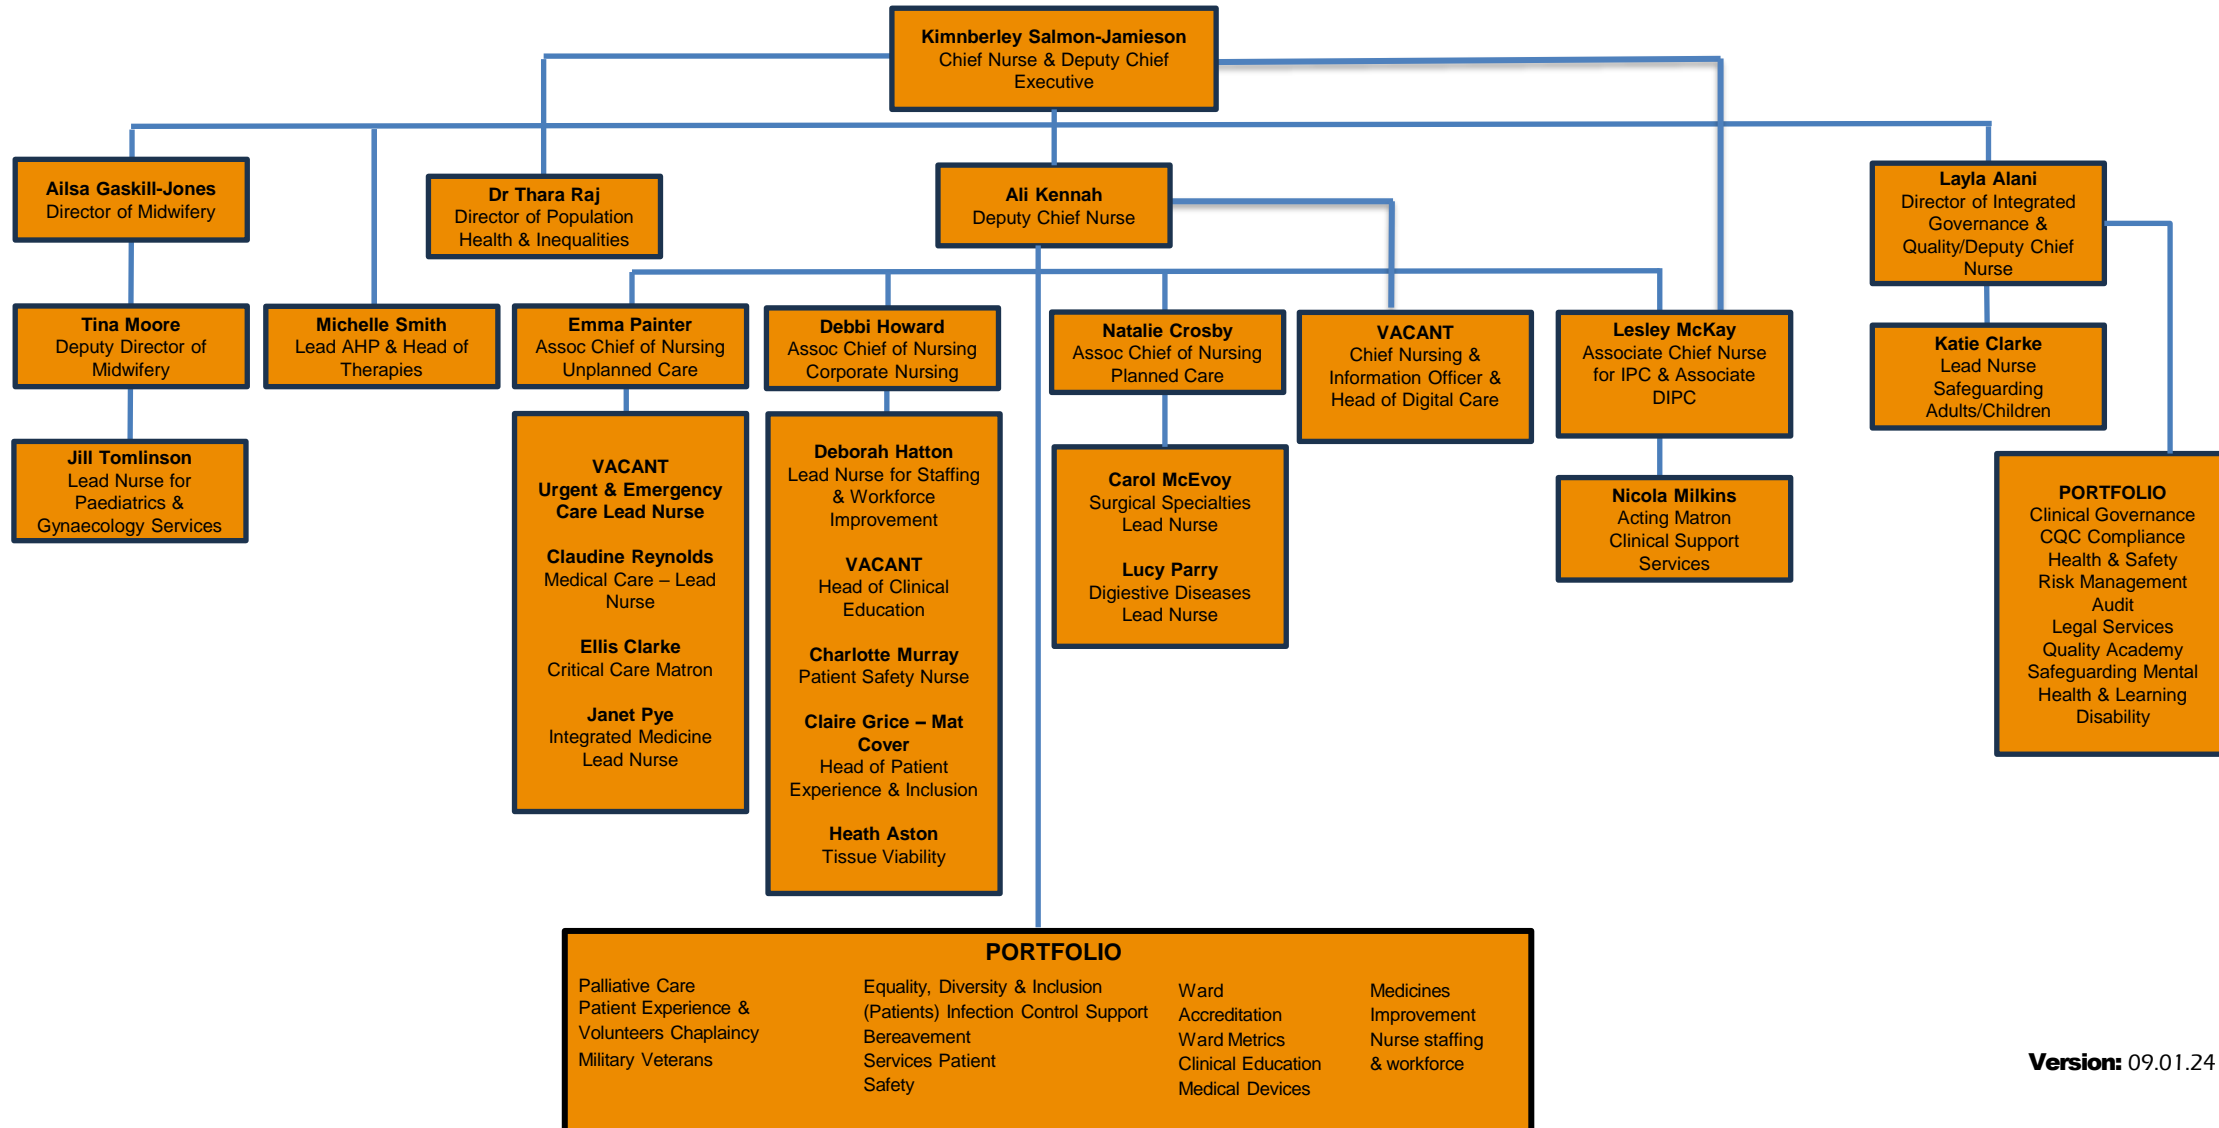 Kimnberley Salmon-Jamieson
Chief Nurse & Deputy Chief
Executive
Ailsa Gaskill-Jones
Director of Midwifery
Dr Thara Raj
Director of Population
Health & Inequalities
Ali Kennah
Deputy Chief Nurse
Layla Alani
Director of Integrated
Governance &
Quality/Deputy Chief
Nurse
Tina Moore
Deputy Director of
Midwifery
Michelle Smith
Lead AHP & Head of
Therapies
Emma Painter
Assoc Chief of Nursing
Unplanned Care
Debbi Howard
Assoc Chief of Nursing
Corporate Nursing
Natalie Crosby
Assoc Chief of Nursing
Planned Care
VACANT
Chief Nursing &
Information Officer &
Head of Digital Care
Lesley McKay
Associate Chief Nurse
for IPC & Associate
DIPC
Katie Clarke
Lead Nurse
Safeguarding
Adults/Children
Jill Tomlinson
Lead Nurse for
Paediatrics &
Gynaecology Services
VACANT
Urgent & Emergency
Care Lead Nurse
Claudine Reynolds
Medical Care – Lead
Nurse
Ellis Clarke
Critical Care Matron
Janet Pye
Integrated Medicine
Lead Nurse
Deborah Hatton
Lead Nurse for Staffing
& Workforce
Improvement
VACANT
Head of Clinical
Education
Charlotte Murray
Patient Safety Nurse
Claire Grice – Mat
Cover
Head of Patient
Experience & Inclusion
Heath Aston
Tissue Viability
Carol McEvoy
Surgical Specialties
Lead Nurse
Lucy Parry
Digiestive Diseases
Lead Nurse
Nicola Milkins
Acting Matron
Clinical Support
Services
PORTFOLIO
Clinical Governance
CQC Compliance
Health & Safety
Risk Management
Audit
Legal Services
Quality Academy
Safeguarding Mental
Health & Learning
Disability
PORTFOLIO
Palliative Care
Patient Experience &
Volunteers Chaplaincy
Military Veterans
Equality, Diversity & Inclusion
(Patients) Infection Control Support
Bereavement
Services Patient
Safety
Ward
Accreditation
Ward Metrics
Clinical Education
Medical Devices
Medicines
Improvement
Nurse staffing
& workforce
Version: 09.01.24